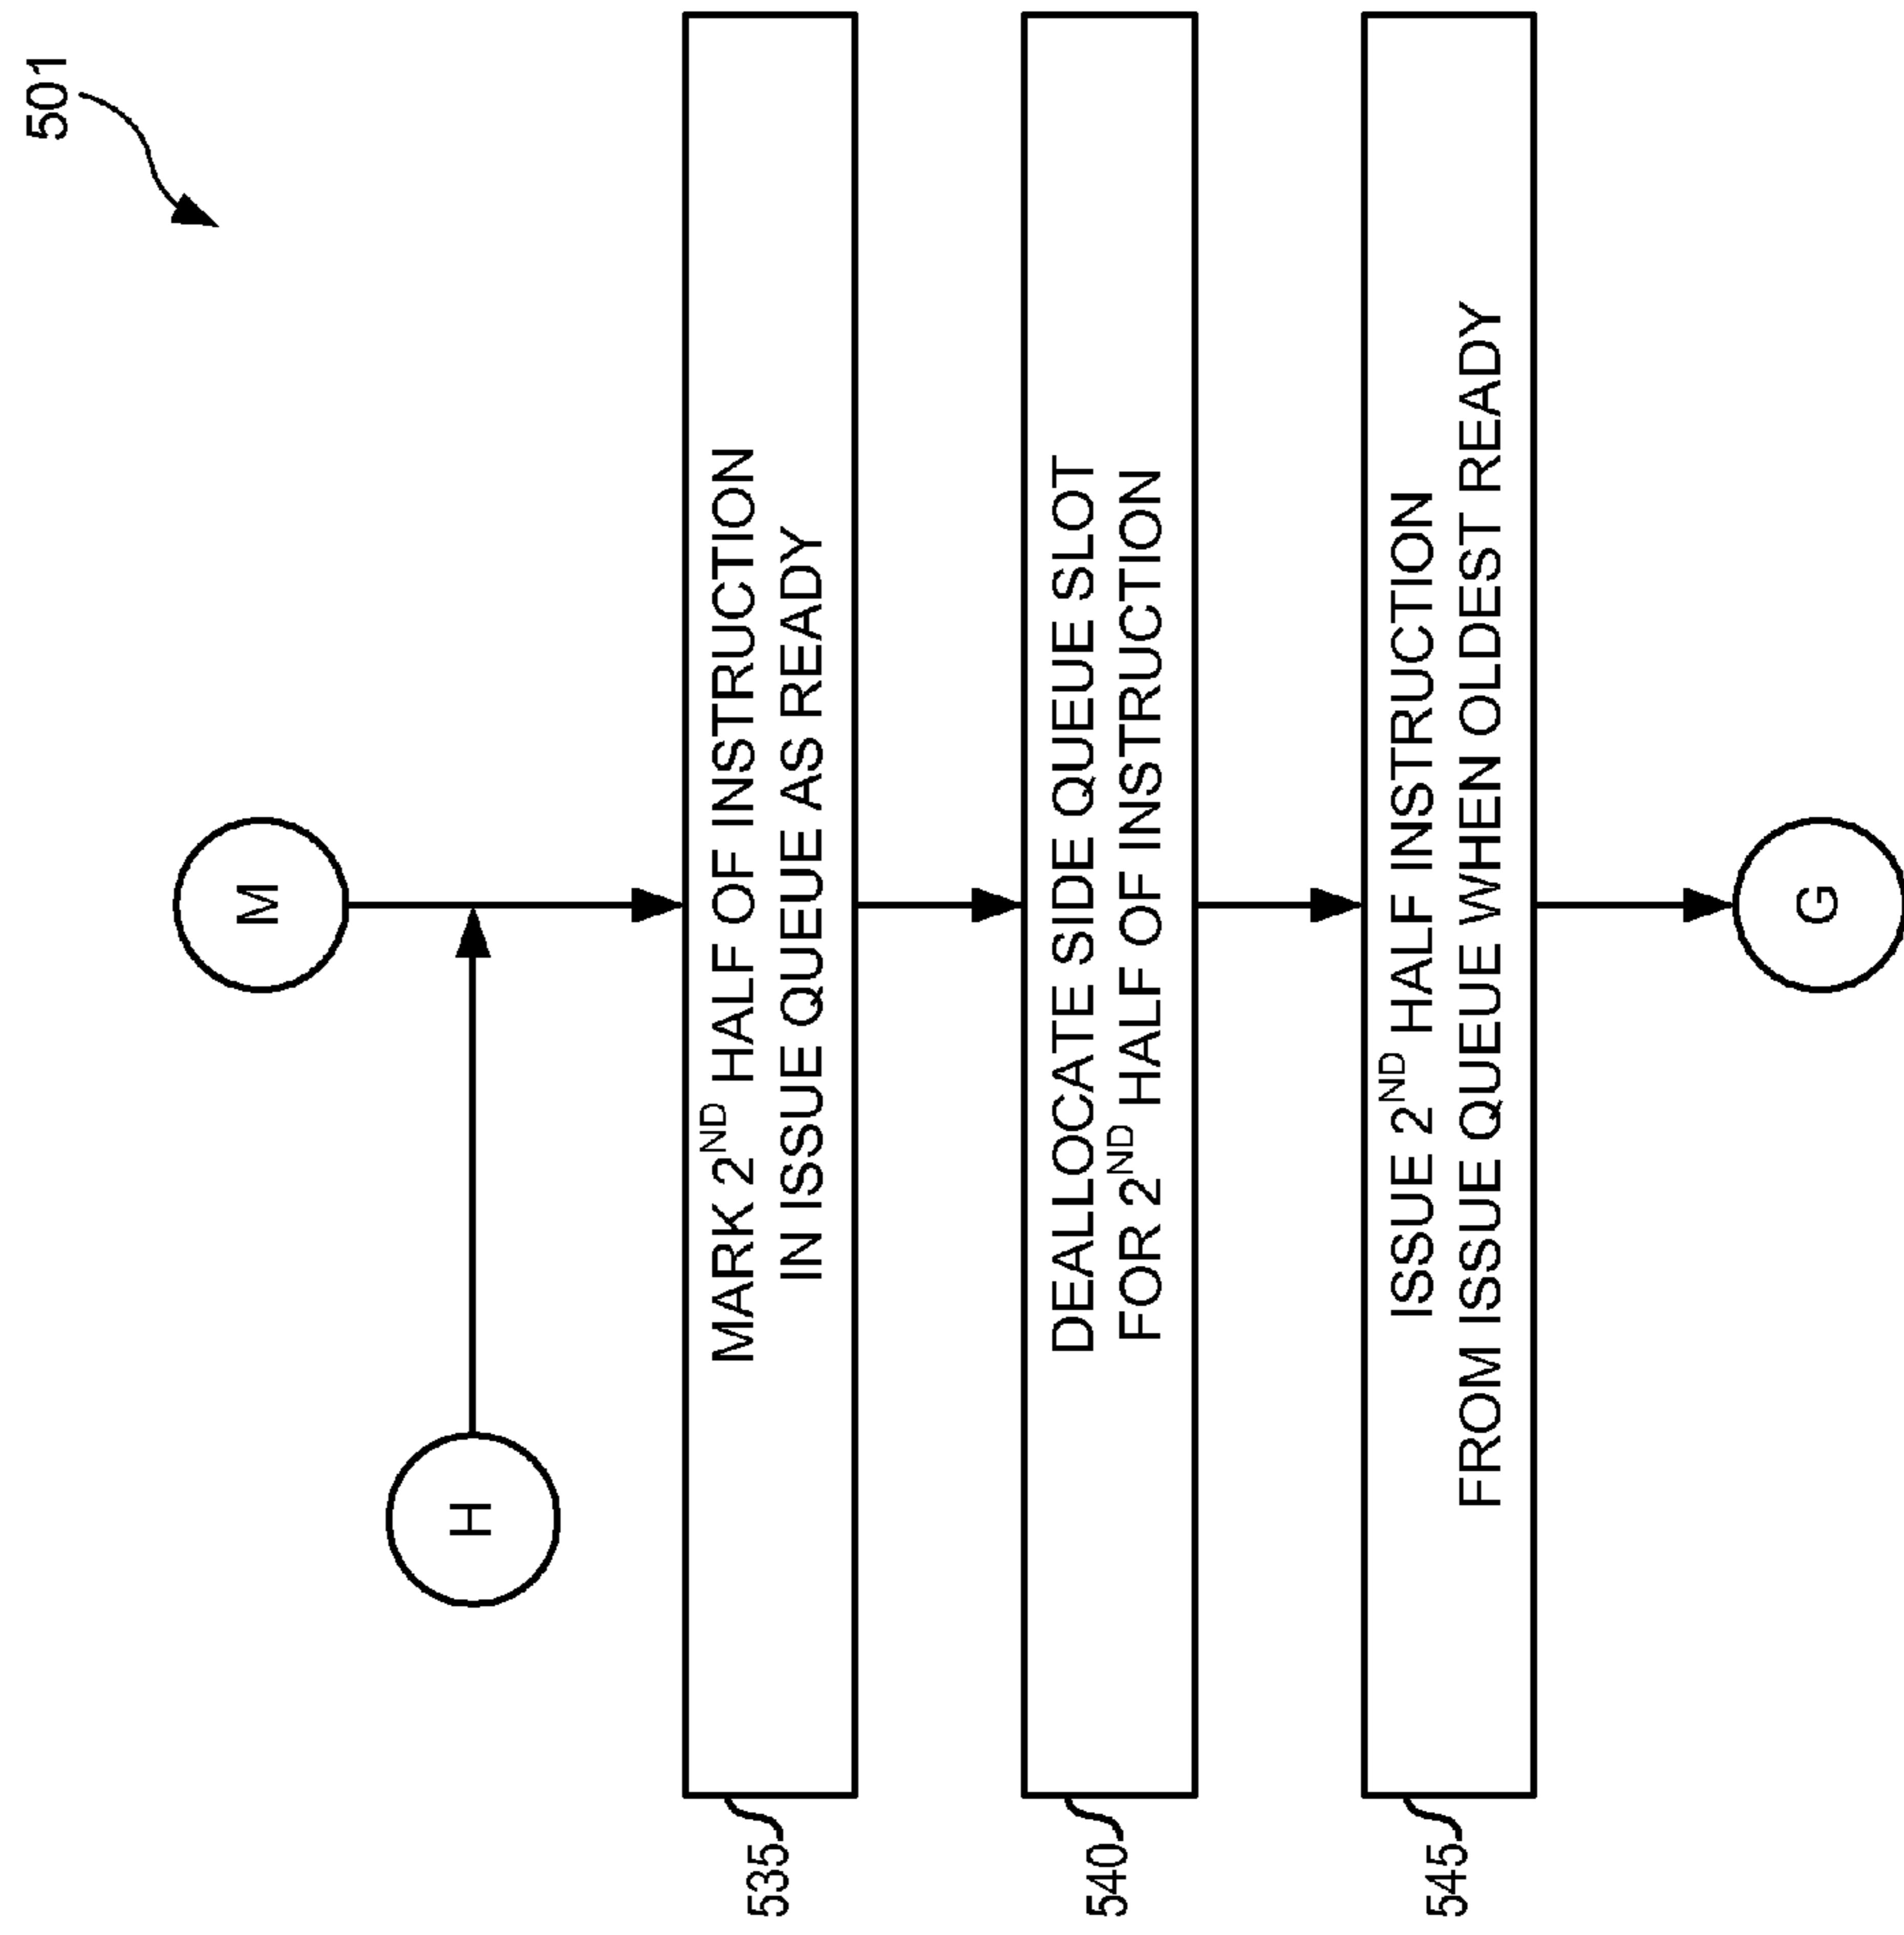 501
M
H
535
MARK 2ND HALF OF INSTRUCTION
IN ISSUE QUEUE AS READY
540
DEALLOCATE SIDE QUEUE SLOT
FOR 2ND HALF OF INSTRUCTION
545
ISSUE 2ND HALF INSTRUCTION
FROM ISSUE QUEUE WHEN OLDEST READY
G